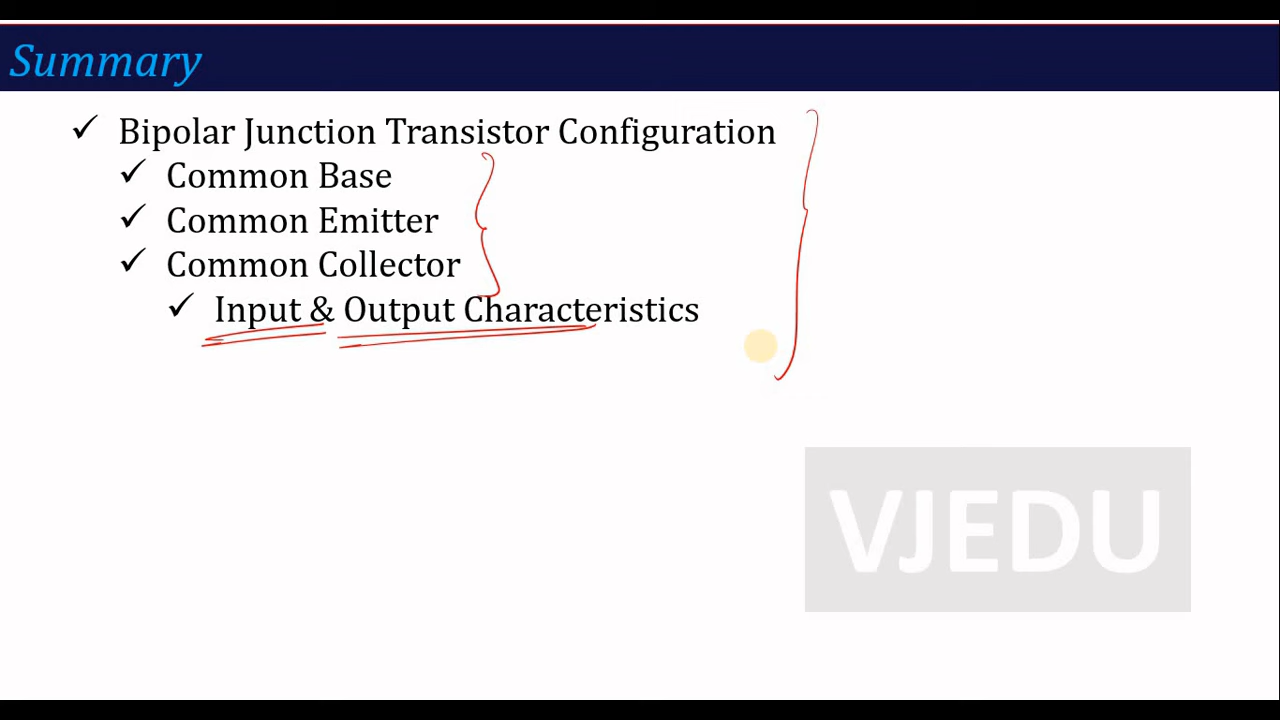 Summary
✓ Bipolar Junction Transistor Configuration
✓ Common Base
✓ Common Emitter
✓ Common Collector
✓ Input & Output Characteristics
VJEDU